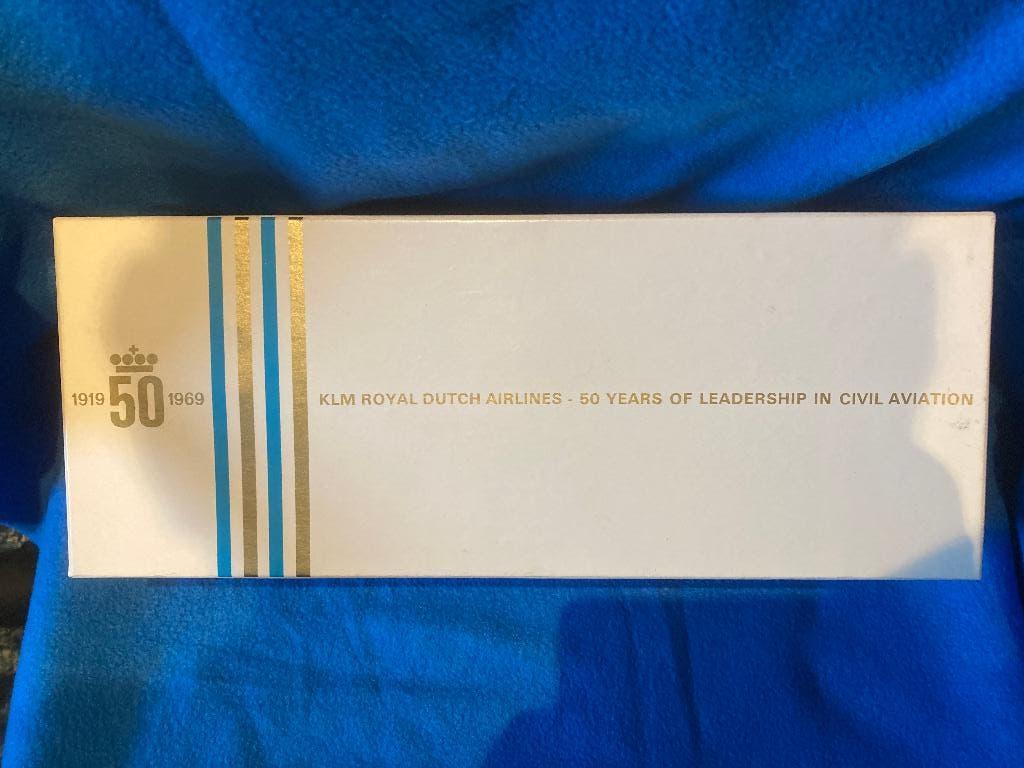 1919 50 1969
KLM ROYAL DUTCH AIRLINES - 50 YEARS OF LEADERSHIP IN CIVIL AVIATION